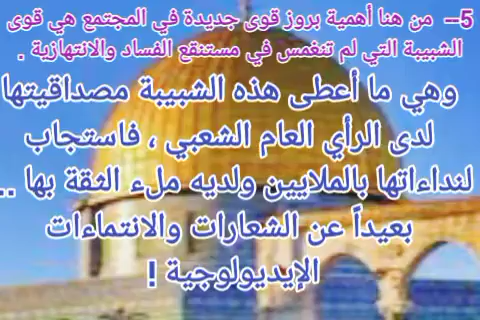 5-- من هنا أهمية بروز قوى جديدة في المجتمع هي قوى
الشبيبة التي لم تنغمس في مستنقع الفساد والانتهازية .
وهي ما أعطى هذه الشبيبة مصداقيتها
لدى الرأي العام الشعبي ، فاستجاب
لنداءاتها بالملايين ولديه ملء الثقة بها ..
بعيداً عن الشعارات والانتماءات
الإيديولوجية !